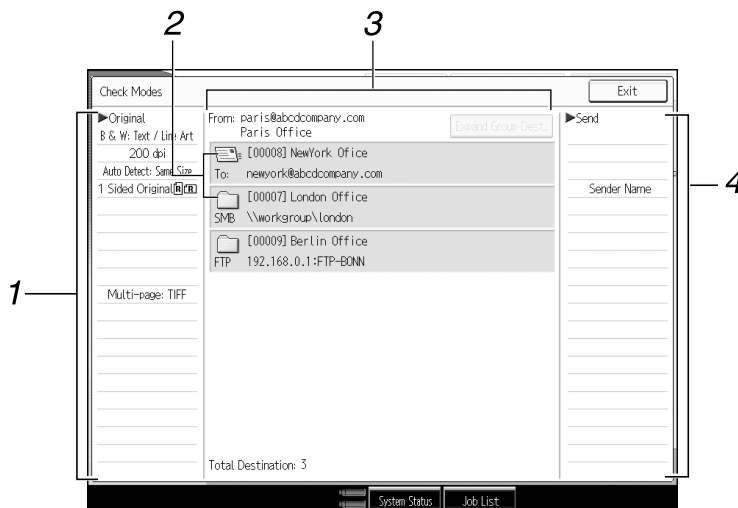 2
3
Check Modes
Exit
▶Original
From: paris@abcdcompany.com
Expand Group Dest.
▶Send
B & W: Text / Line Art
Paris Office
200 dpi
[00008] NewYork Ofice
Auto Detect: Same Size
To: newyork@abcdcompany.com
1 Sided Original R R
[00007] London Office
Sender Name
SMB \\workgroup\london
[00009] Berlin Office
FTP 192.168.0.1:FTP-BONN
1
4
Multi-page: TIFF
Total Destination: 3
System Status
Job List